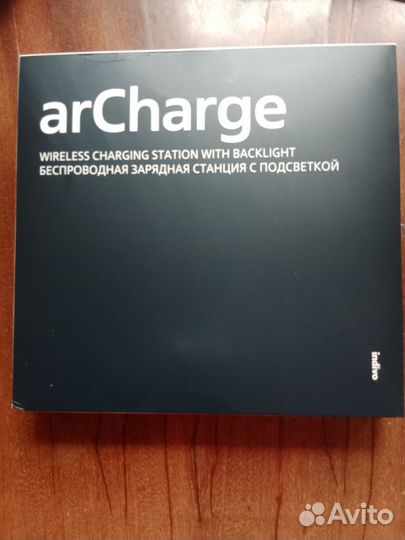 arCharge
WIRELESS CHARGING STATION WITH BACKLIGHT
БЕСПРОВОДНАЯ ЗАРЯДНАЯ СТАНЦИЯ С ПОДСВЕТКОЙ
indivo
Avito